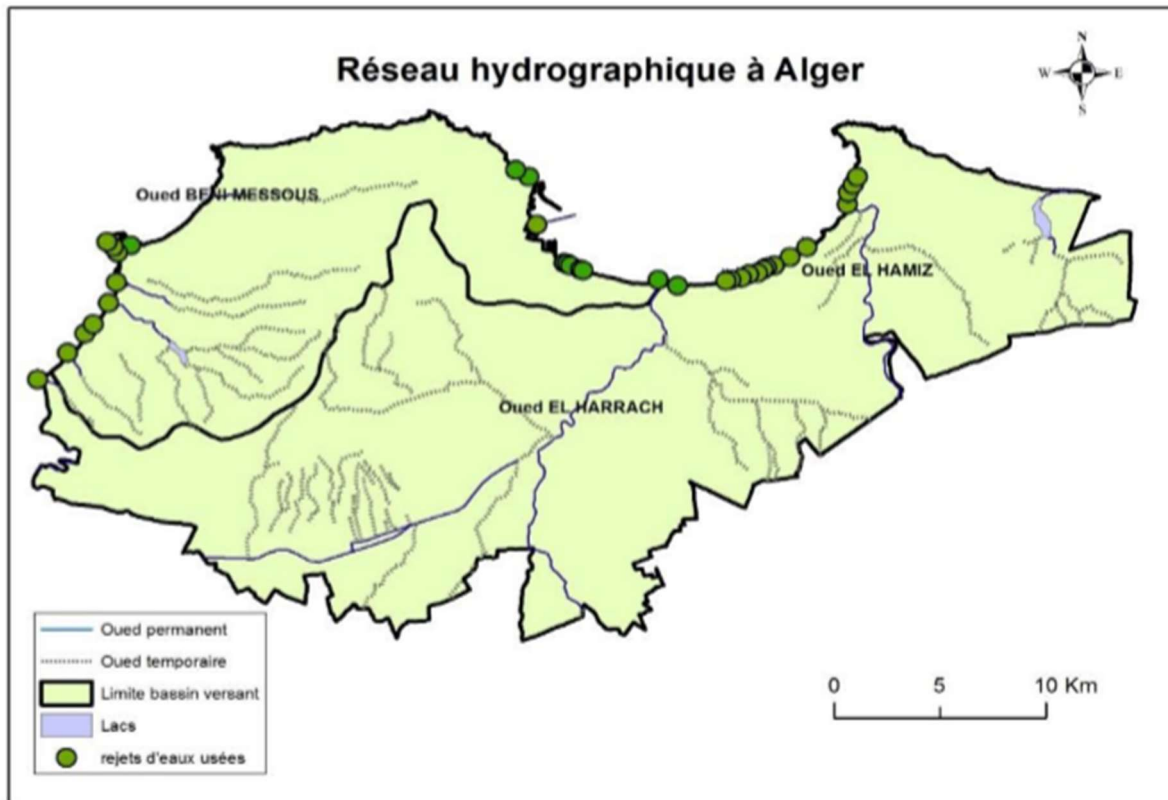 Réseau hydrographique à Alger
N
W E
S
Oued BENI MESSOUS
Oued EL HAMIZ
Oued EL HARRACH
Oued permanent
Oued temporaire
Limite bassin versant
Lacs
rejets d'eaux usées
0 5 10 Km